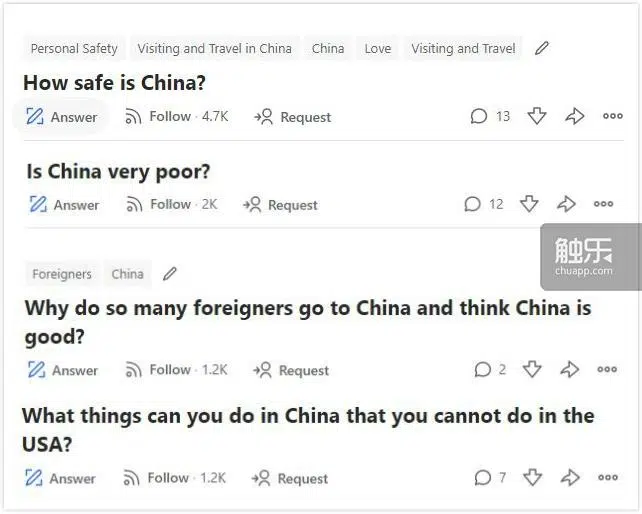 Personal Safety Visiting and Travel in China China Love Visiting and Travel
How safe is China?
Answer Follow · 4.7K Request 13
Is China very poor?
Answer Follow · 2K Request 12
触乐
chuapp.com
Foreigners China
Why do so many foreigners go to China and think China is
good?
Answer Follow · 1.2K Request 2
What things can you do in China that you cannot do in the
USA?
Answer Follow · 1.2K Request 7